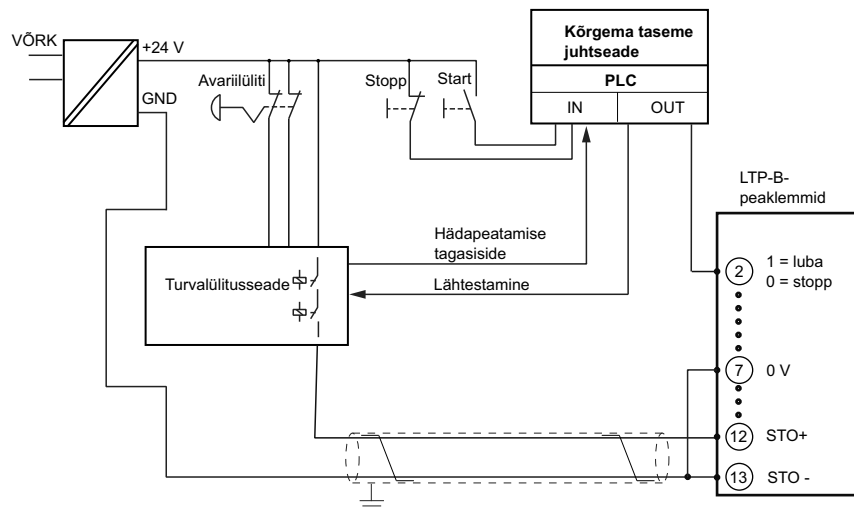 VÕRK
+24 V
GND
Avariilüliti
Stopp
Start
Kõrgema taseme
juhtseade
PLC
IN
OUT
LTP-B-
peaklemmid
Hädapeatamise
tagasiside
Lähtestamine
Turvalülitusseade
2
1 = luba
0 = stopp
7
0 V
12
STO+
13
STO -